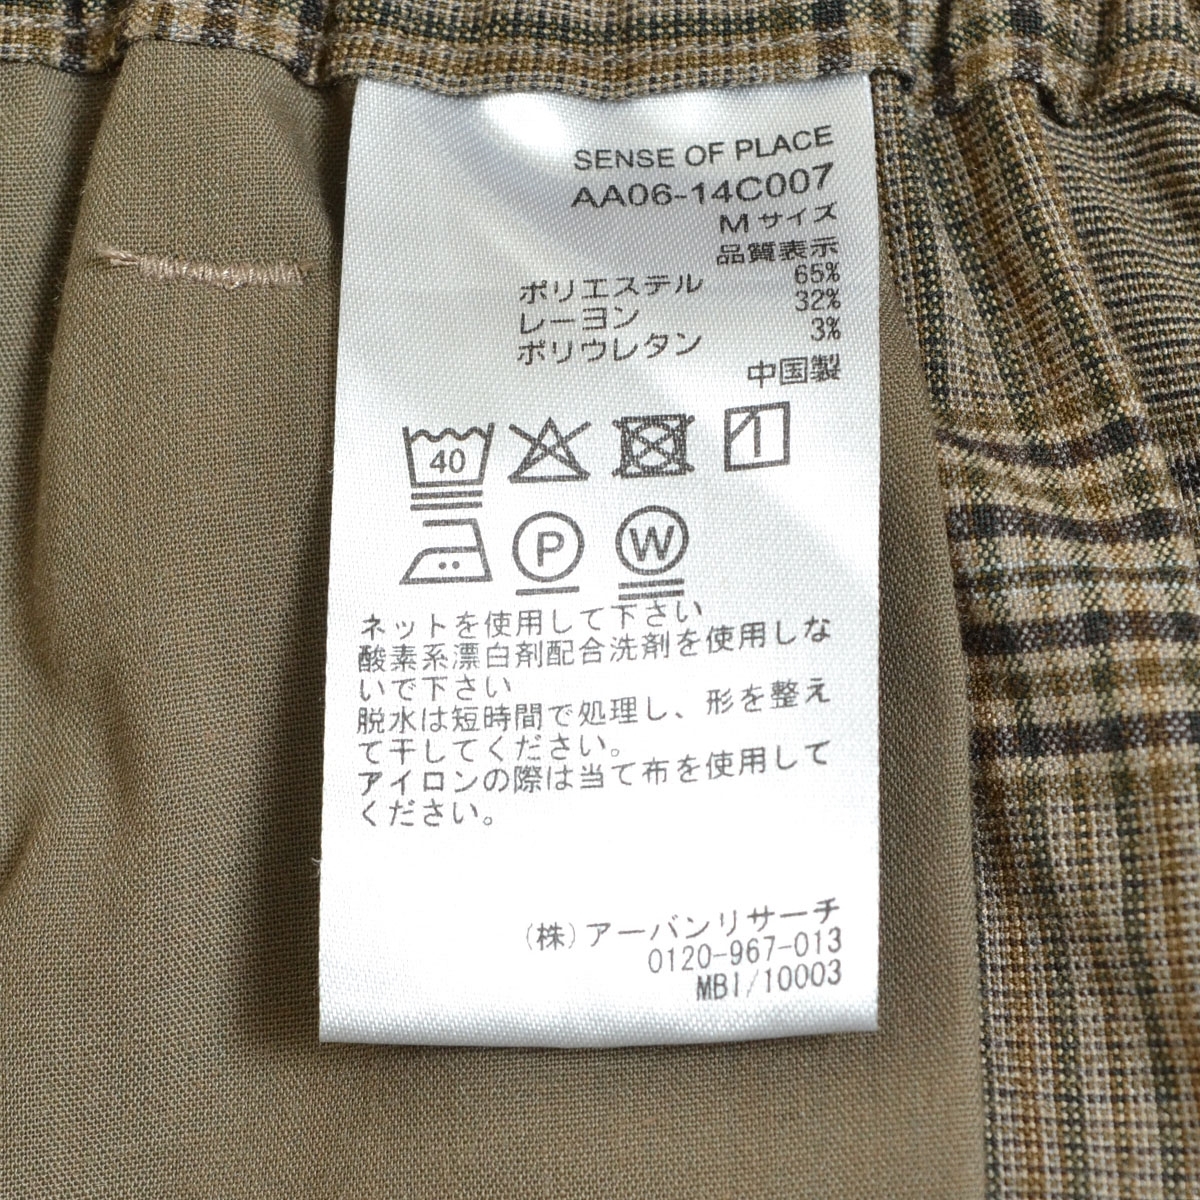 SENSE OF PLACE
AA06-14C007
M サイズ
品質表示
ポリエステル 65%
レーヨン 32%
ポリウレタン 3%
中国製
40
P W
ネットを使用して下さい
酸素系漂白剤配合洗剤を使用しな
いで下さい
脱水は短時間で処理し、形を整え
て干してください。
アイロンの際は当て布を使用して
ください。
(株)アーバンリサーチ
0120-967-013
MBI/10003